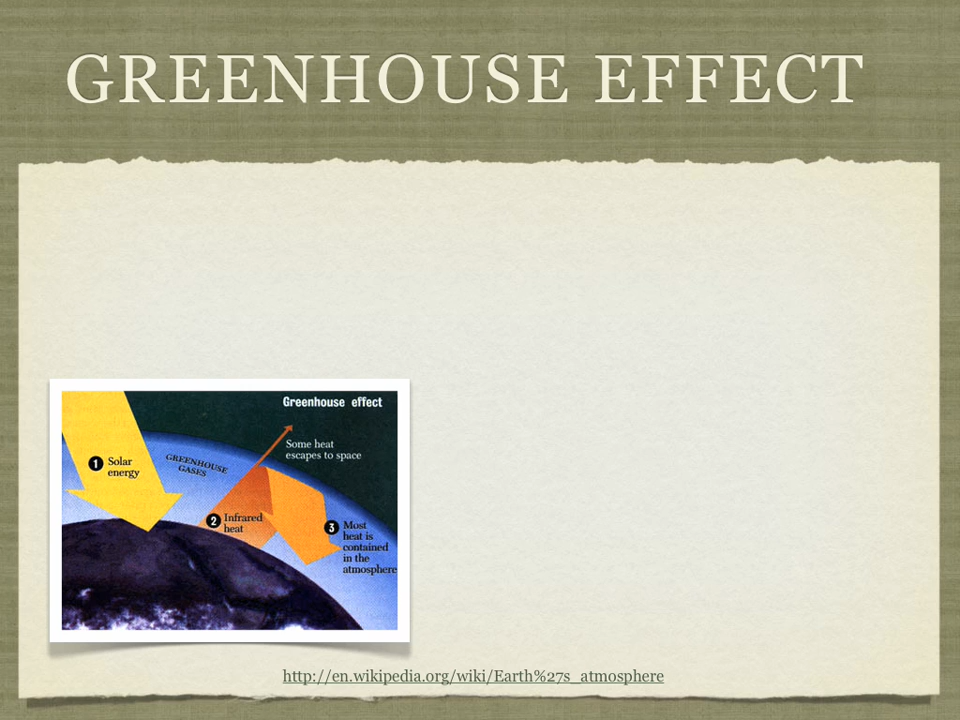 GREENHOUSE EFFECT
Greenhouse effect
Some heat
escapes to space
1 Solar
energy
GREENHOUSE
GASES
2 Infrared
heat
3 Most
heat is
contained
in the
atmosphere
http://en.wikipedia.org/wiki/Earth%27s_atmosphere